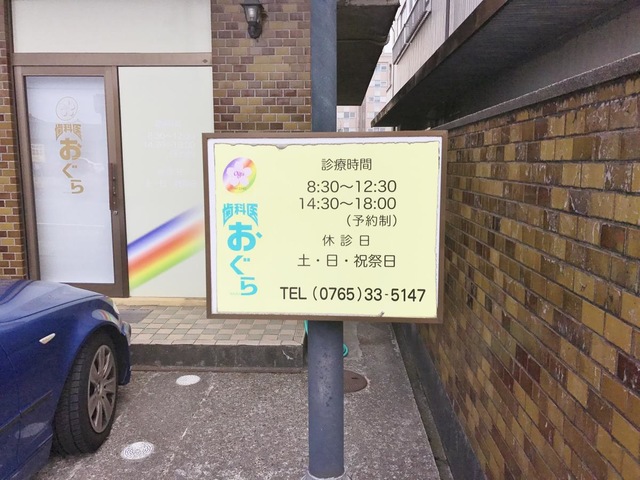 歯科医
おぐら
診療時間
8:30〜12:30
14:30〜18:00
（予約制）
休診日
土・日・祝祭日
TEL (0765)33-5147
歯科医
おぐら